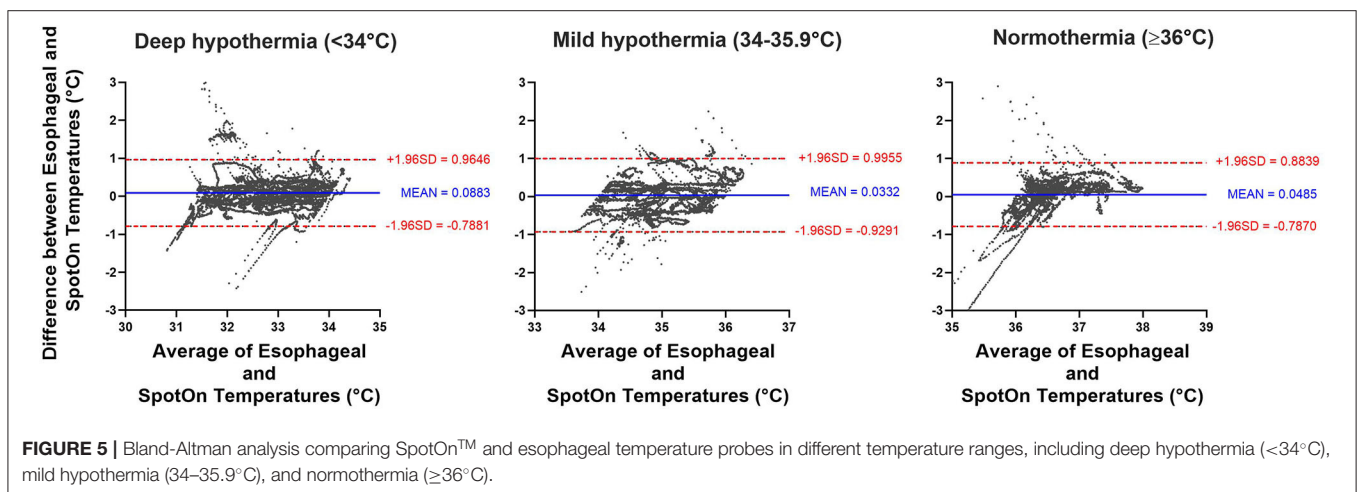 Difference between Esophageal and
SpotOn Temperatures (°C)
Deep hypothermia (<34°C)
3
2
1
0
-1
-2
-3
30 31 32 33 34 35
+1.96SD = 0.9646
MEAN = 0.0883
-1.96SD = -0.7881
Average of Esophageal
and
SpotOn Temperatures (°C)
Mild hypothermia (34-35.9°C)
3
2
1
0
-1
-2
-3
33 34 35 36 37
+1.96SD = 0.9955
MEAN = 0.0332
-1.96SD = -0.9291
Average of Esophageal
and
SpotOn Temperatures (°C)
Normothermia (≥36°C)
3
2
1
0
-1
-2
-3
35 36 37 38 39
+1.96SD = 0.8839
MEAN = 0.0485
-1.96SD = -0.7870
Average of Esophageal
and
SpotOn Temperatures (°C)
FIGURE 5 | Bland-Altman analysis comparing SpotOn™ and esophageal temperature probes in different temperature ranges, including deep hypothermia (<34°C),
mild hypothermia (34–35.9°C), and normothermia (≥36°C).